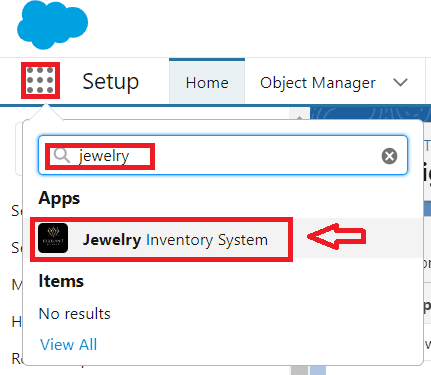 Setup
Home
Object Manager
jewelry
Apps
Jewelry Inventory System
Items
No results
View All